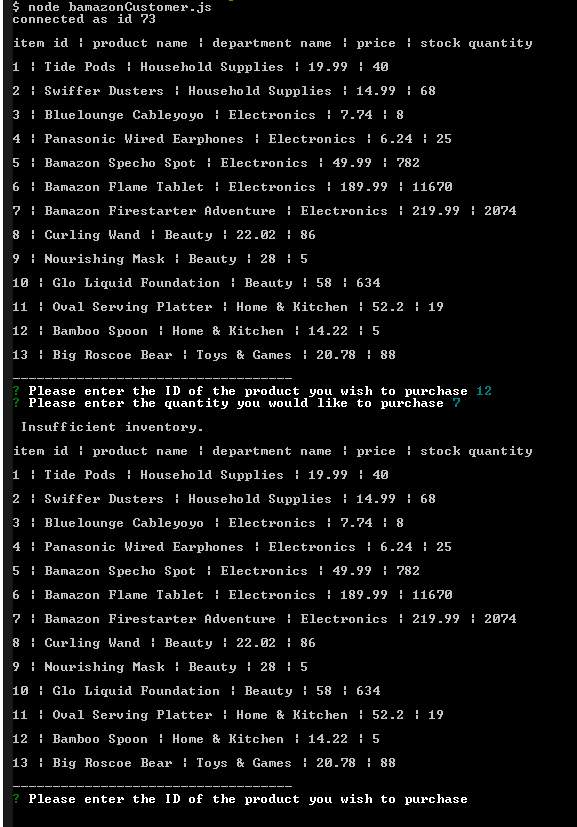 $ node bamazonCustomer.js
connected as id 73
item id | product name | department name | price | stock quantity
1 | Tide Pods | Household Supplies | 19.99 | 40
2 | Swiffer Dusters | Household Supplies | 14.99 | 68
3 | Bluelounge Cableyoyo | Electronics | 7.74 | 8
4 | Panasonic Wired Earphones | Electronics | 6.24 | 25
5 | Bamazon Specho Spot | Electronics | 49.99 | 782
6 | Bamazon Flame Tablet | Electronics | 189.99 | 11670
7 | Bamazon Firestarter Adventure | Electronics | 219.99 | 2074
8 | Curling Wand | Beauty | 22.02 | 86
9 | Nourishing Mask | Beauty | 28 | 5
10 | Glo Liquid Foundation | Beauty | 58 | 634
11 | Oval Serving Platter | Home & Kitchen | 52.2 | 19
12 | Bamboo Spoon | Home & Kitchen | 14.22 | 5
13 | Big Roscoe Bear | Toys & Games | 20.78 | 88
___________________________________
? Please enter the ID of the product you wish to purchase 12
? Please enter the quantity you would like to purchase 7
Insufficient inventory.
item id | product name | department name | price | stock quantity
1 | Tide Pods | Household Supplies | 19.99 | 40
2 | Swiffer Dusters | Household Supplies | 14.99 | 68
3 | Bluelounge Cableyoyo | Electronics | 7.74 | 8
4 | Panasonic Wired Earphones | Electronics | 6.24 | 25
5 | Bamazon Specho Spot | Electronics | 49.99 | 782
6 | Bamazon Flame Tablet | Electronics | 189.99 | 11670
7 | Bamazon Firestarter Adventure | Electronics | 219.99 | 2074
8 | Curling Wand | Beauty | 22.02 | 86
9 | Nourishing Mask | Beauty | 28 | 5
10 | Glo Liquid Foundation | Beauty | 58 | 634
11 | Oval Serving Platter | Home & Kitchen | 52.2 | 19
12 | Bamboo Spoon | Home & Kitchen | 14.22 | 5
13 | Big Roscoe Bear | Toys & Games | 20.78 | 88
___________________________________
? Please enter the ID of the product you wish to purchase